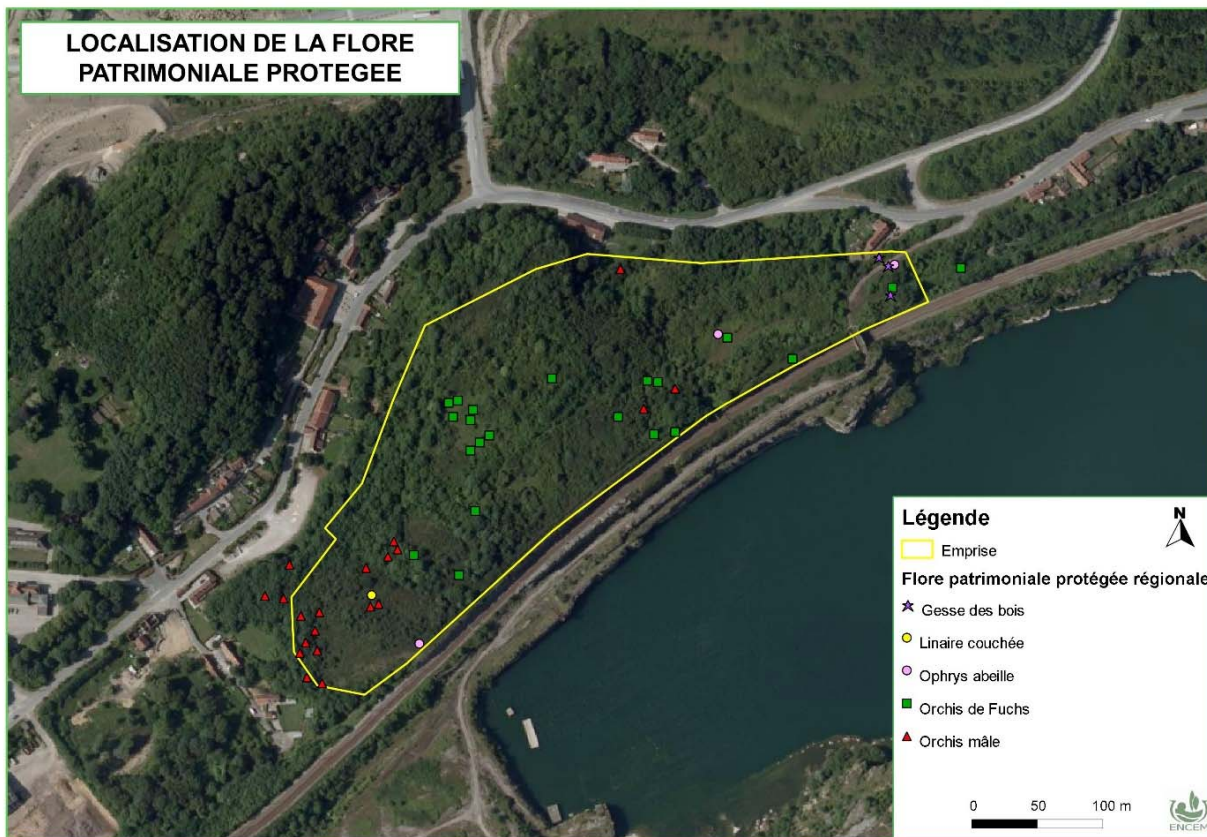 LOCALISATION DE LA FLORE
PATRIMONIALE PROTEGEE
Légende
N
Emprise
Flore patrimoniale protégée régionale
Gesse des bois
Linaire couchée
Ophrys abeille
Orchis de Fuchs
Orchis mâle
0 50 100 m
ENCEM